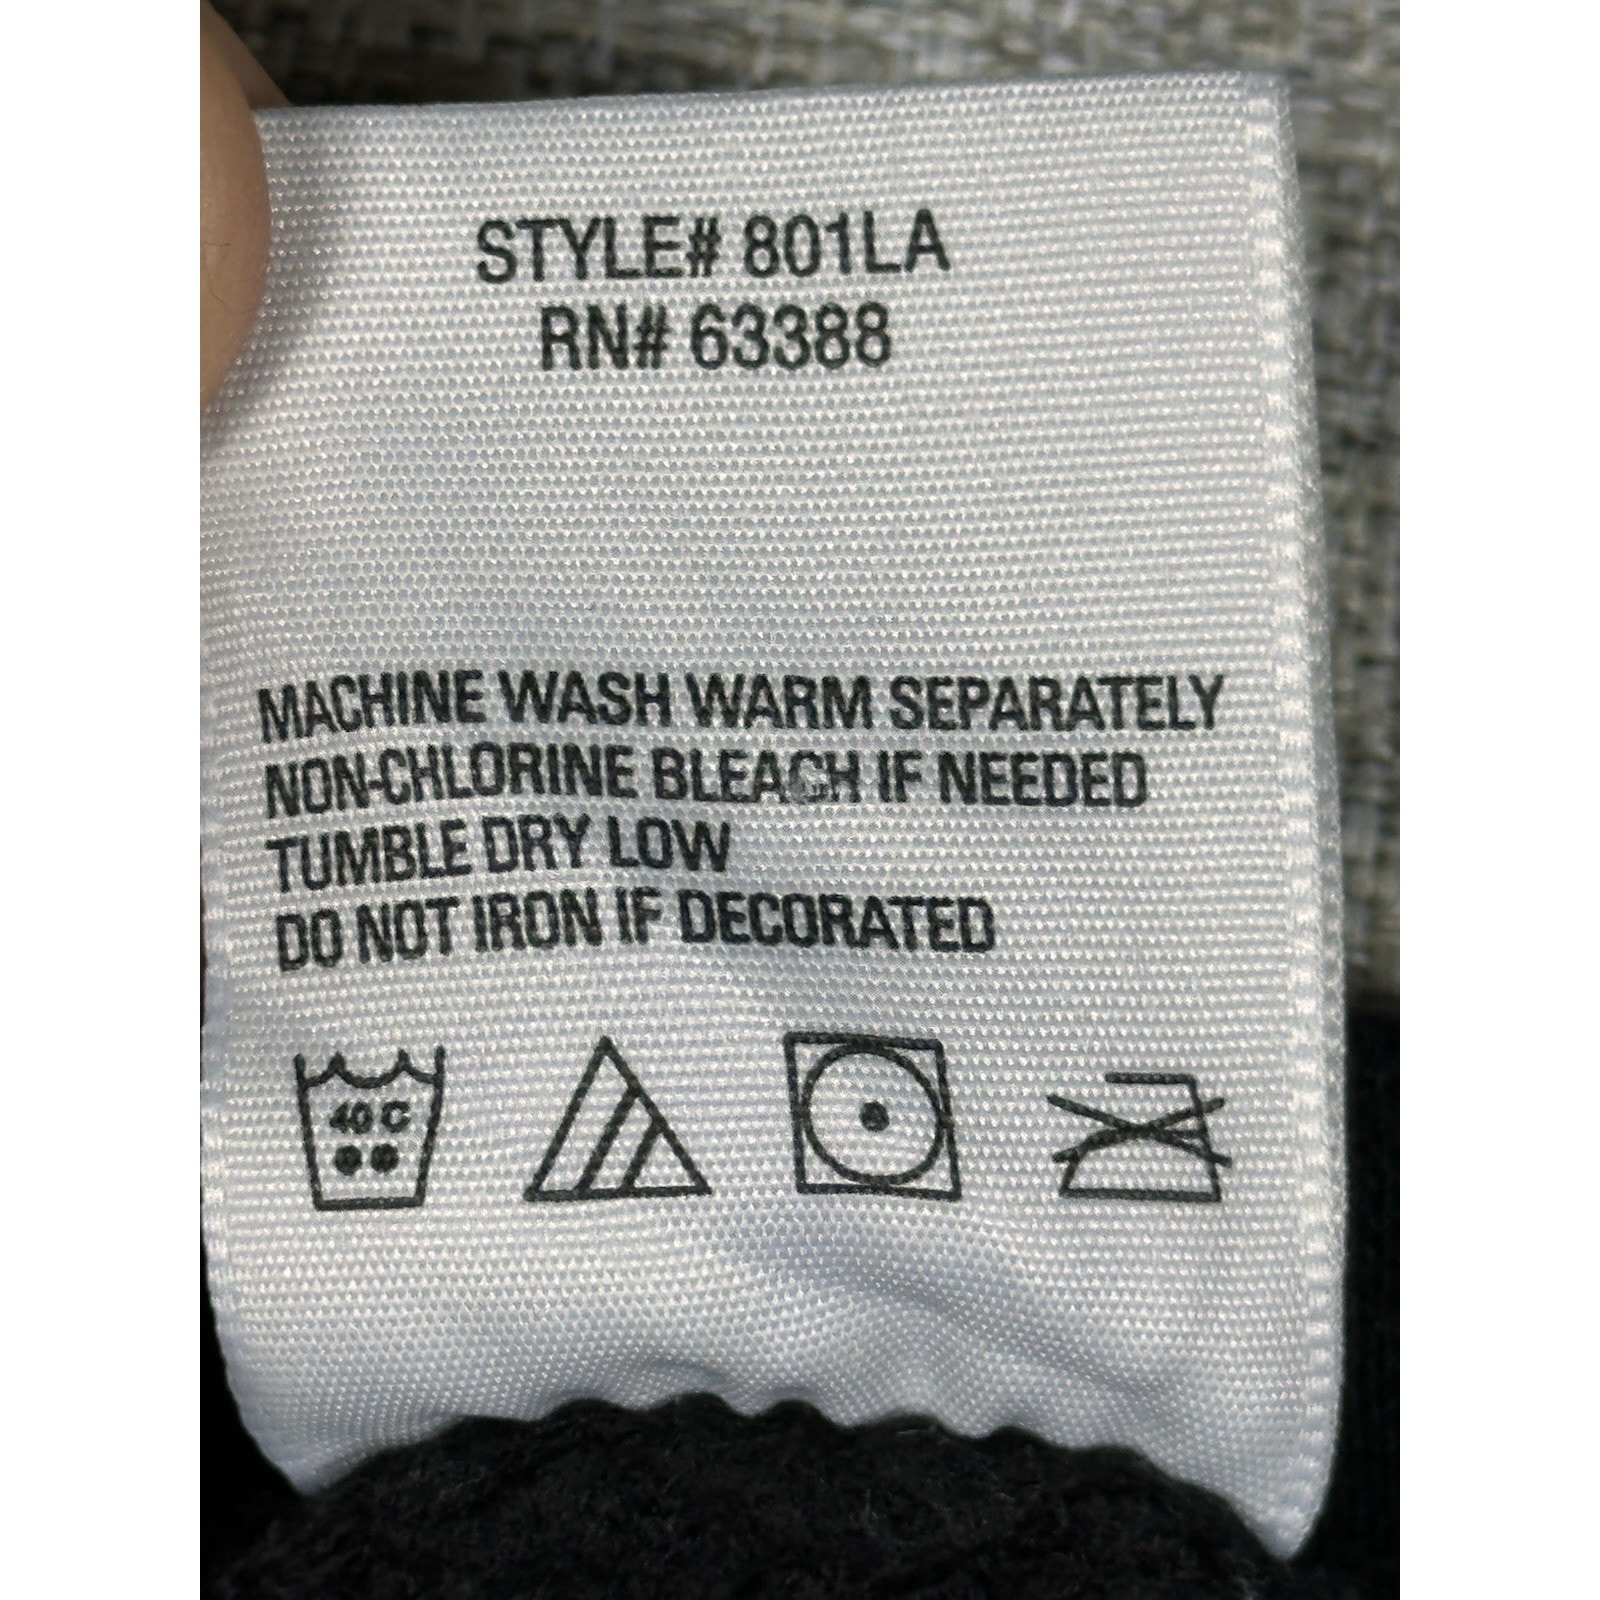 STYLE# 801LA
RN# 63388
MACHINE WASH WARM SEPARATELY
NON-CHLORINE BLEACH IF NEEDED
TUMBLE DRY LOW
DO NOT IRON IF DECORATED
40 C